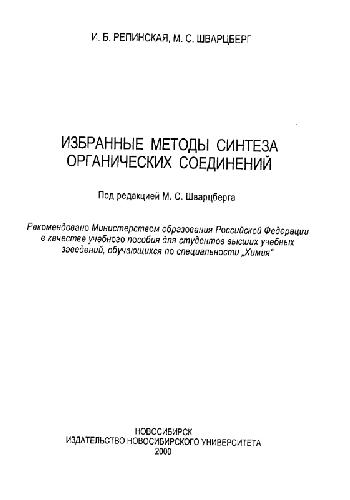 И. Б. РЕПИНСКАЯ, М. С. ШВАРЦБЕРГ
ИЗБРАННЫЕ МЕТОДЫ СИНТЕЗА
ОРГАНИЧЕСКИХ СОЕДИНЕНИЙ
Под редакцией М. С. Шварцберга
Рекомендовано Министерством образования Российской Федерации
в качестве учебного пособия для студентов высших учебных
заведений, обучающихся по специальности „Химия"
НОВОСИБИРСК
ИЗДАТЕЛЬСТВО НОВОСИБИРСКОГО УНИВЕРСИТЕТА
2000